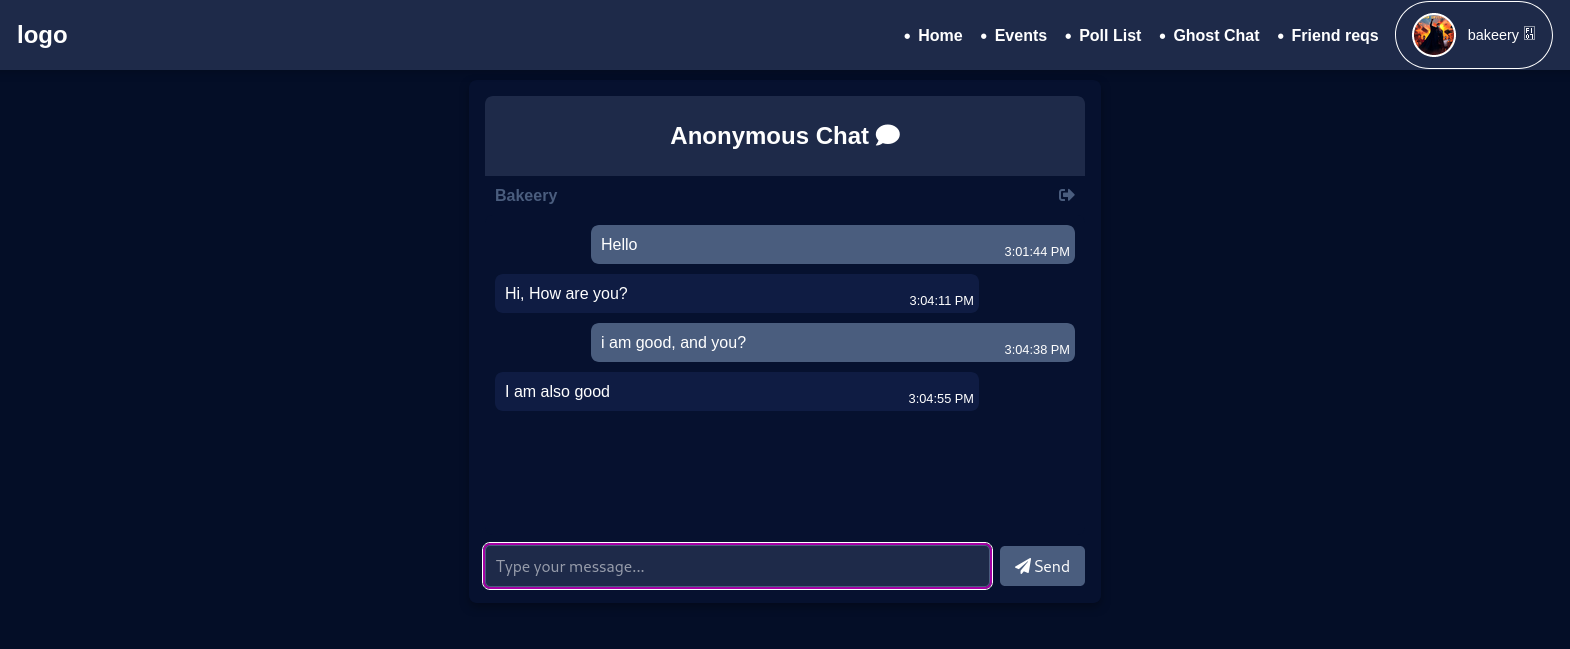 logo
• Home • Events • Poll List • Ghost Chat • Friend reqs
bakeery
Anonymous Chat
Bakeery
Hello
3:01:44 PM
Hi, How are you?
3:04:11 PM
i am good, and you?
3:04:38 PM
I am also good
3:04:55 PM
Type your message...
Send